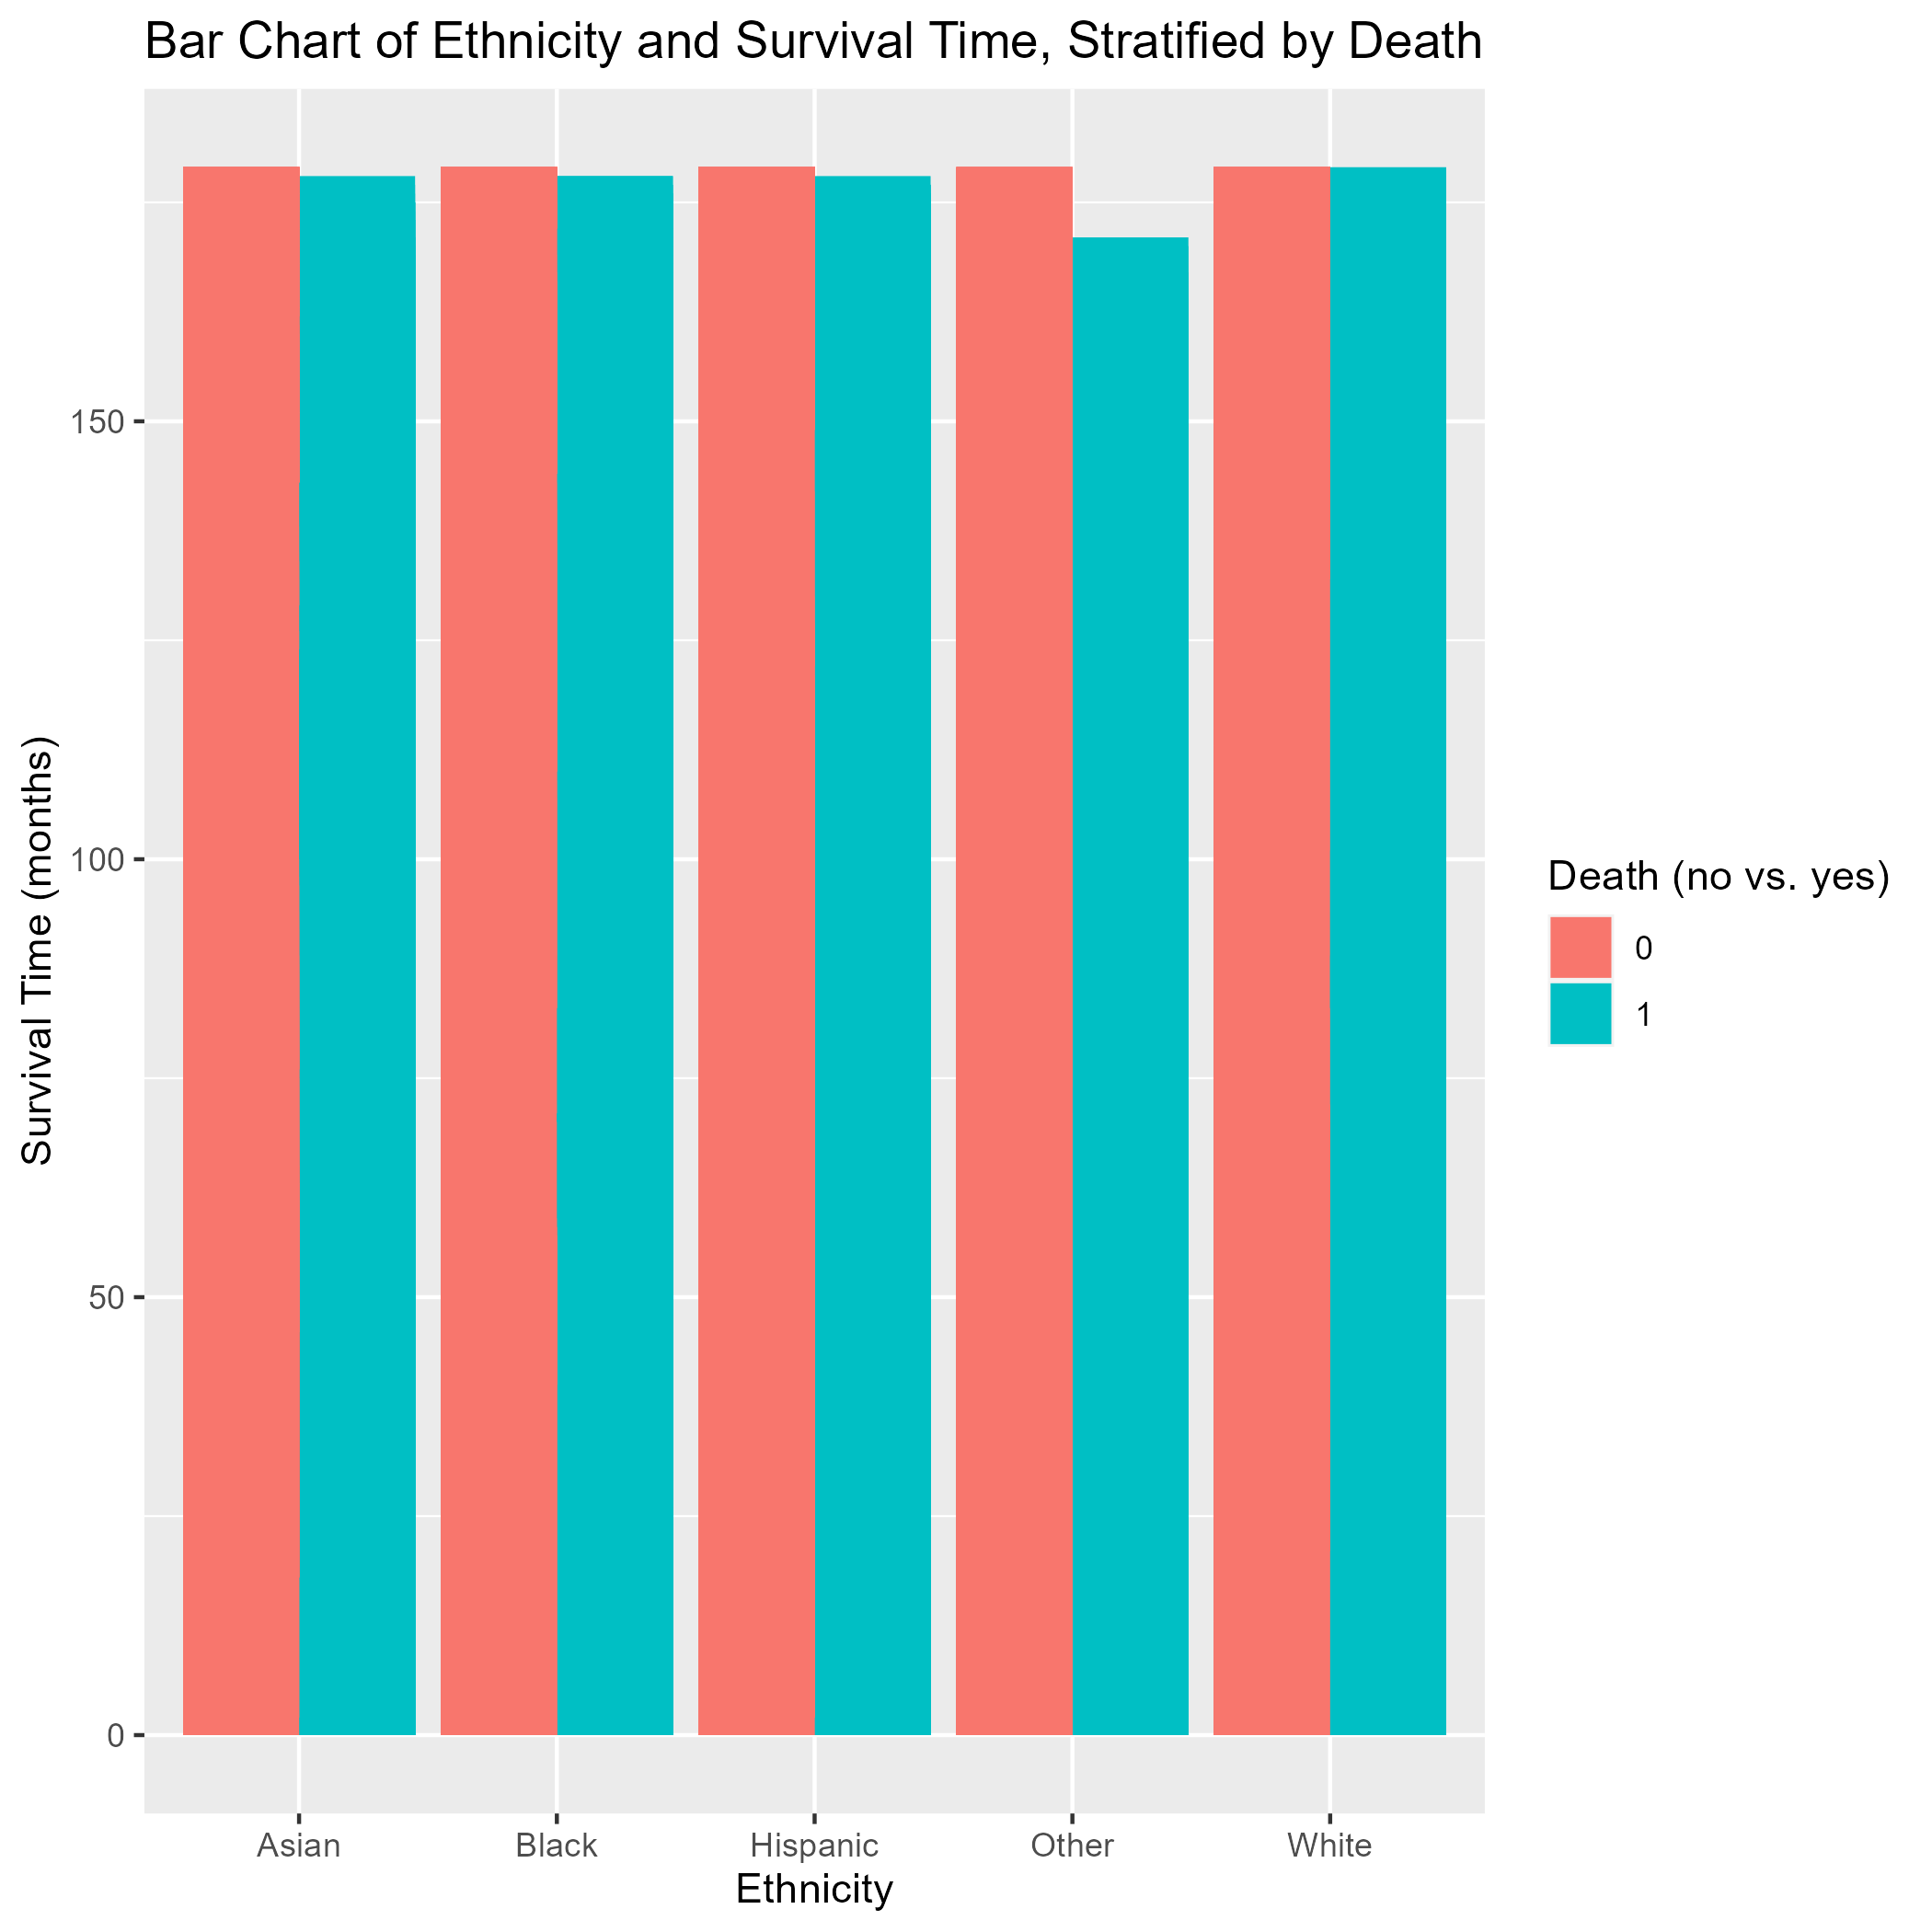 Bar Chart of Ethnicity and Survival Time, Stratified by Death
Survival Time (months)
150
100
50
0
Asian Black Hispanic Other White
Ethnicity
Death (no vs. yes)
0
1